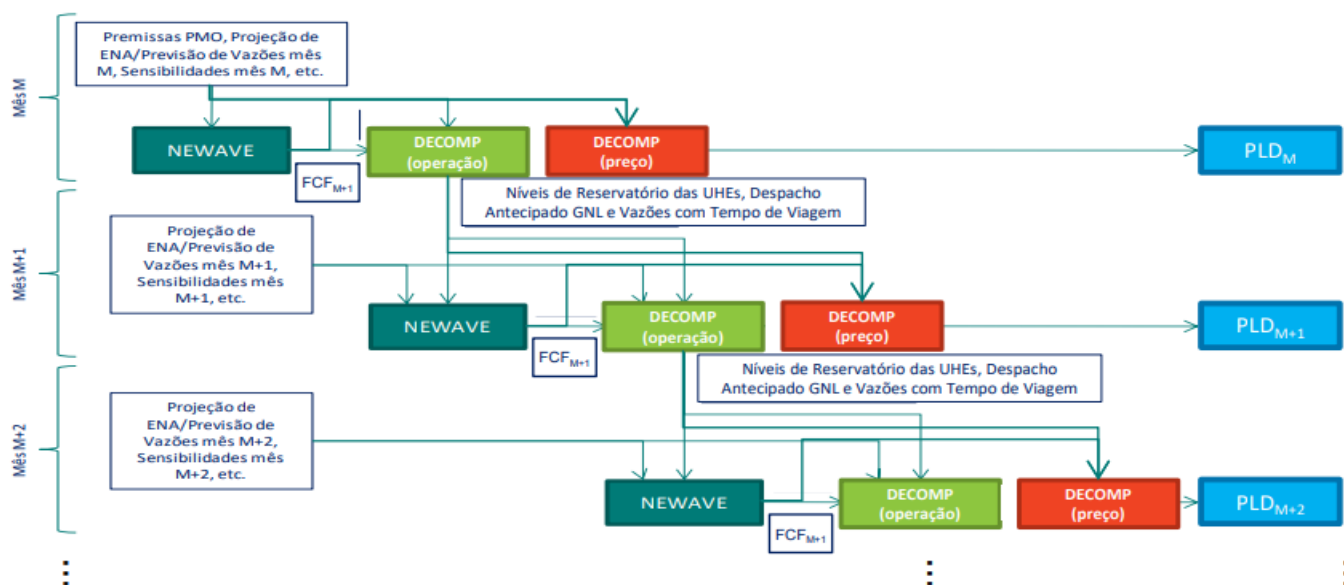 Mês M
Premissas PMO, Projeção de
ENA/Previsão de Vazões mês
M, Sensibilidades mês M, etc.
NEWAVE
DECOMP
(operação)
DECOMP
(preço)
PLDM
FCFM+1
Níveis de Reservatório das UHEs, Despacho
Antecipado GNL e Vazões com Tempo de Viagem
Mês M+1
Projeção de
ENA/Previsão de
Vazões mês M+1,
Sensibilidades mês
M+1, etc.
NEWAVE
DECOMP
(operação)
DECOMP
(preço)
PLDM+1
FCFM+1
Níveis de Reservatório das UHEs, Despacho
Antecipado GNL e Vazões com Tempo de Viagem
Mês M+2
Projeção de
ENA/Previsão de
Vazões mês M+2,
Sensibilidades mês
M+2, etc.
NEWAVE
DECOMP
(operação)
DECOMP
(preço)
PLDM+2
FCFM+1